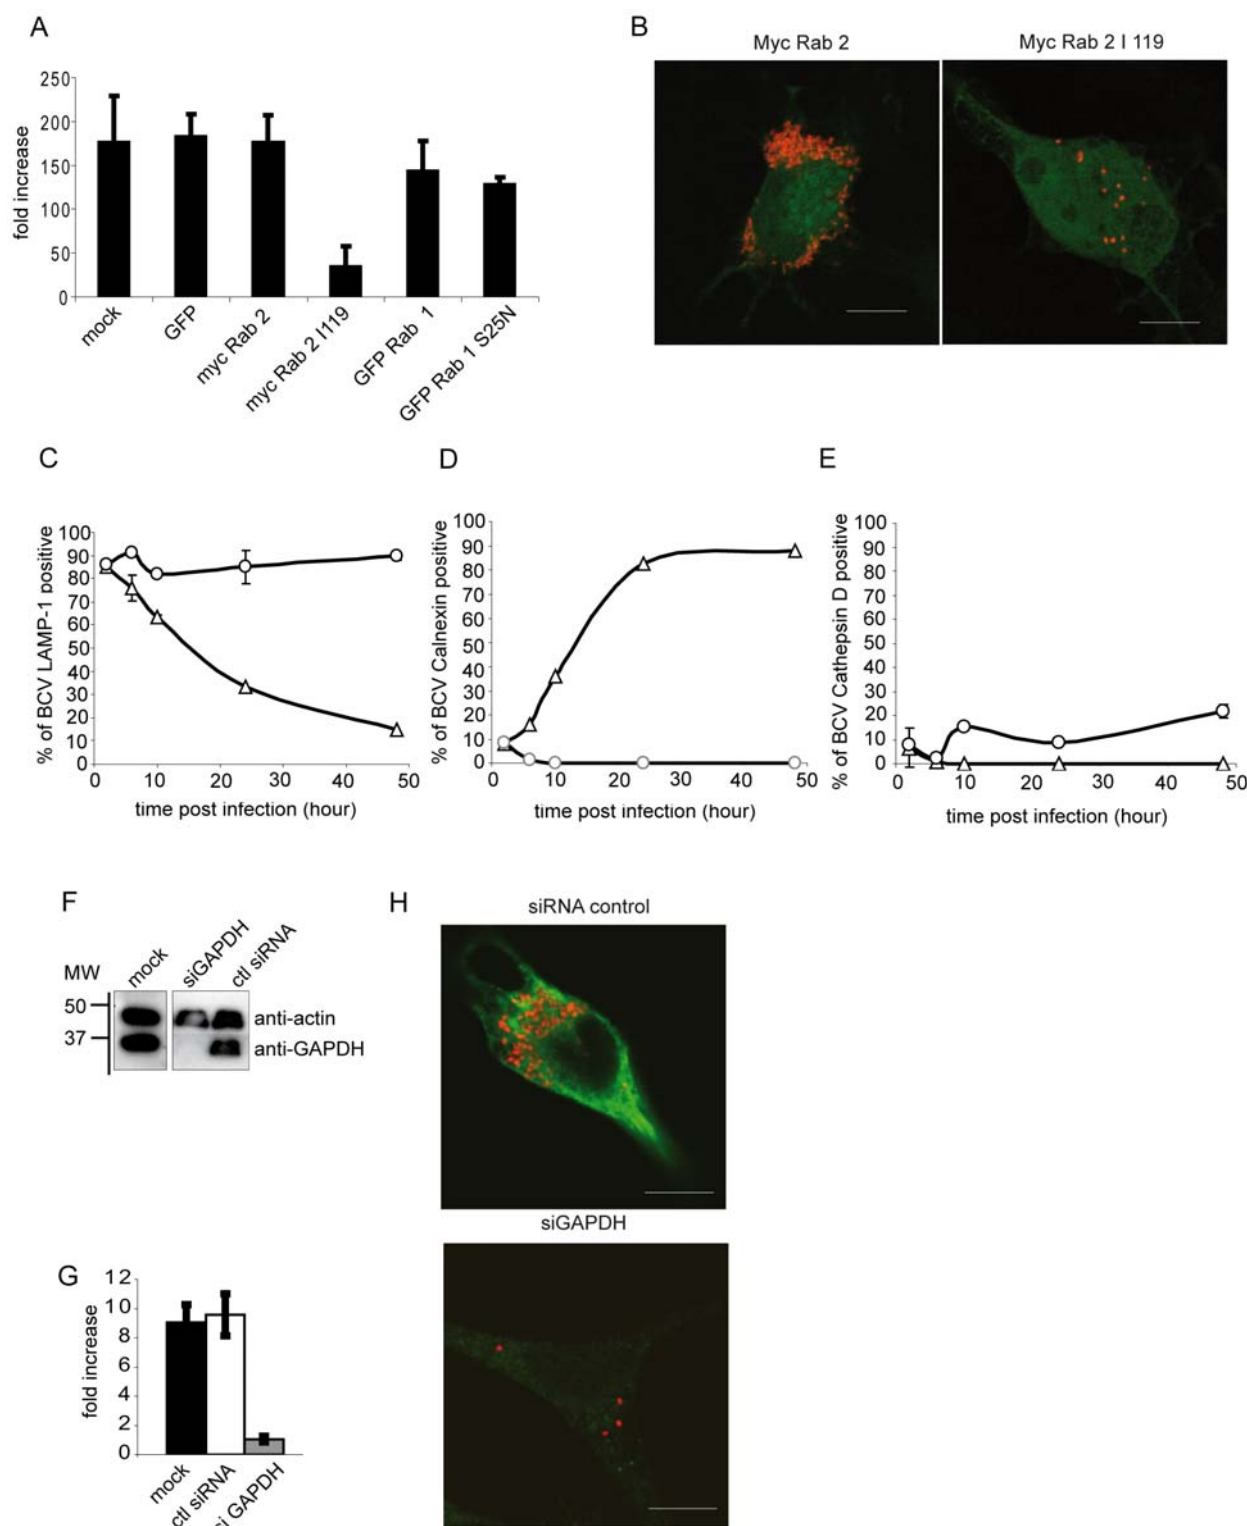 A
250
200
150
100
50
0
fold increase
mock
GFP
myc Rab 2
myc Rab 2 I119
GFP Rab 1
GFP Rab 1 S25N
B
Myc Rab 2
Myc Rab 2 I 119
C
% of BCV LAMP-1 positive
100
90
80
70
60
50
40
30
20
10
0
0 10 20 30 40 50
time post infection (hour)
D
% of BCV Calnexin positive
100
90
80
70
60
50
40
30
20
10
0
0 10 20 30 40 50
time post infection (hour)
E
% of BCV Cathepsin D positive
100
90
80
70
60
50
40
30
20
10
0
0 10 20 30 40 50
time post infection (hour)
F
MW
mock
siGAPDH
ctl siRNA
50
37
anti-actin
anti-GAPDH
G
fold increase
12
10
8
6
4
2
0
mock
ctl siRNA
si GAPDH
H
siRNA control
siGAPDH